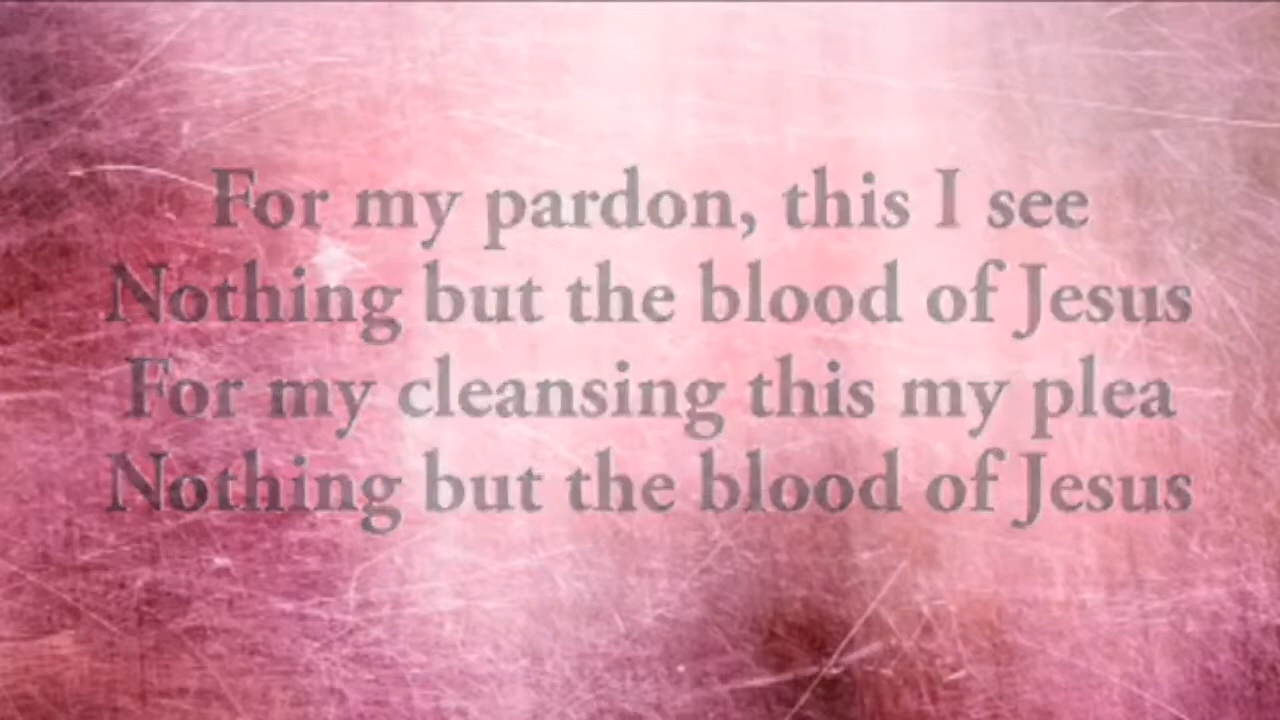 For my pardon, this I see
Nothing but the blood of Jesus
For my cleansing this my plea
Nothing but the blood of Jesus